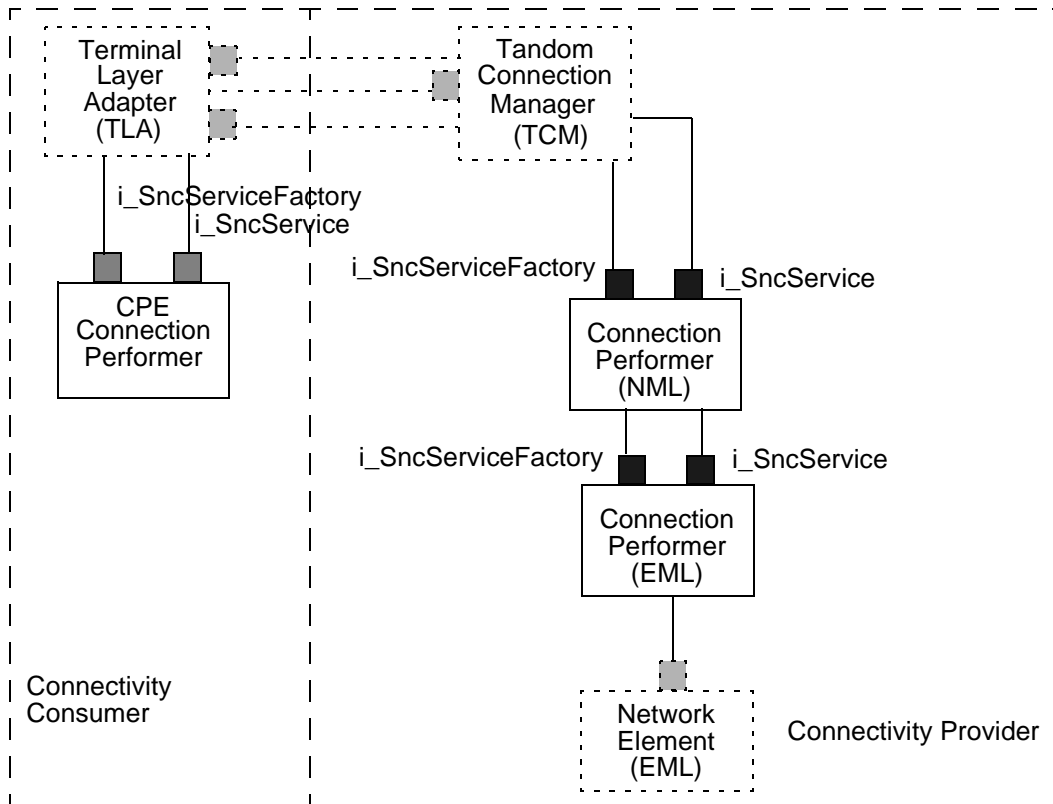 Terminal
Layer
Adapter
(TLA)
Tandom
Connection
Manager
(TCM)
i_SncServiceFactory
i_SncService
CPE
Connection
Performer
i_SncServiceFactory
i_SncService
Connection
Performer
(NML)
i_SncServiceFactory
i_SncService
Connection
Performer
(EML)
Connectivity
Consumer
Network
Element
(EML)
Connectivity Provider